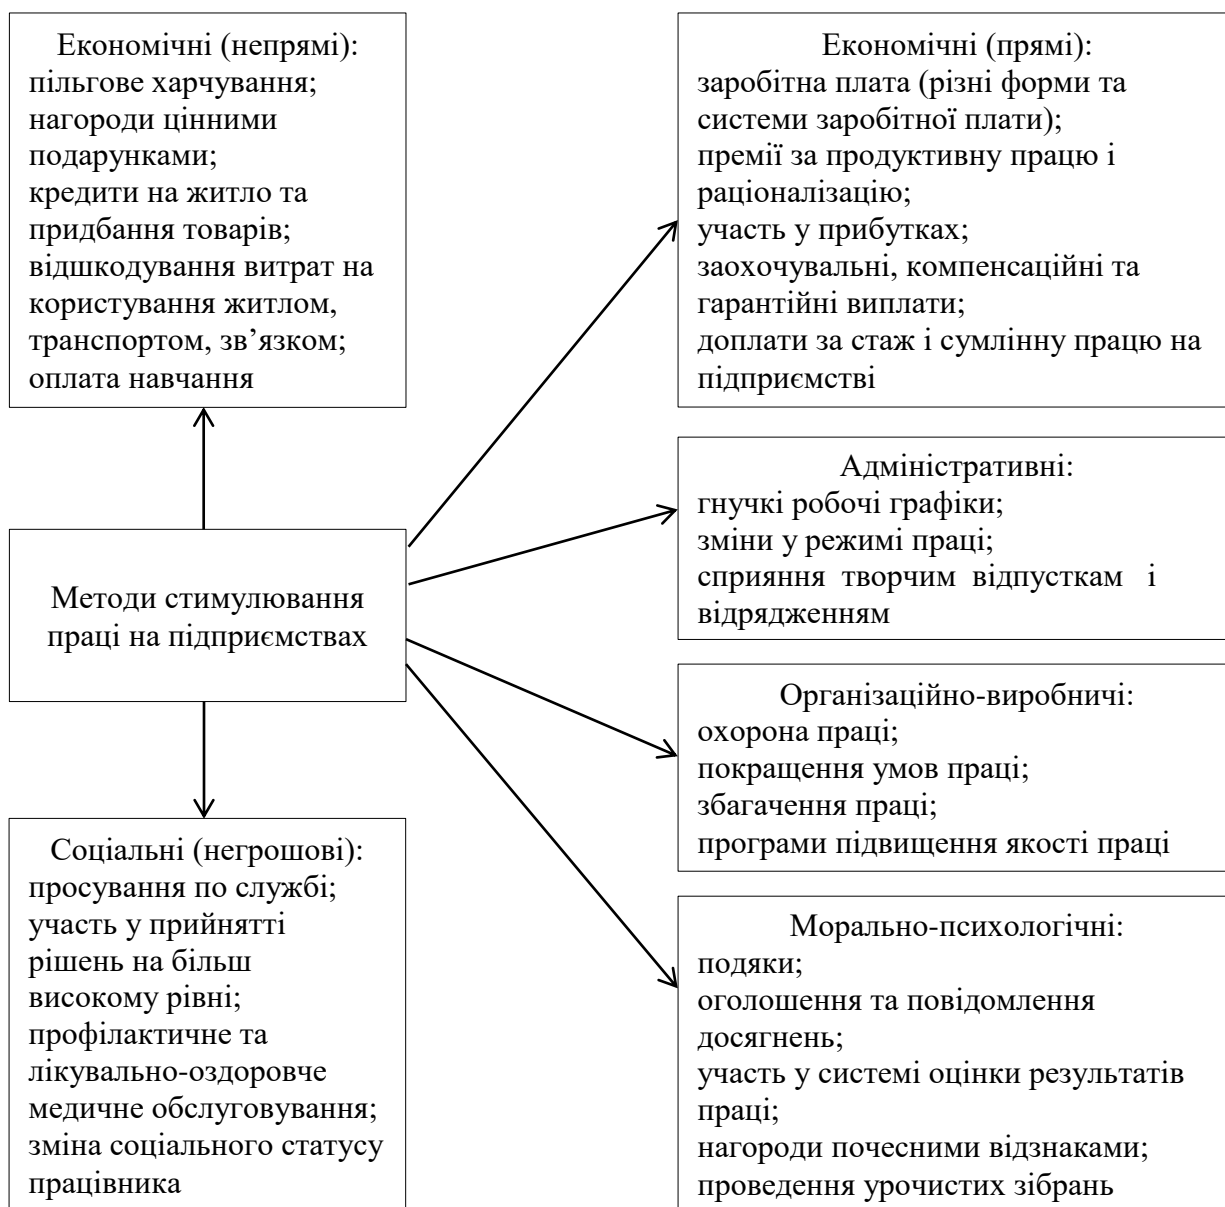 Економічні (непрямі):
пільгове харчування;
нагороди цінними
подарунками;
кредити на житло та
придбання товарів;
відшкодування витрат на
користування житлом,
транспортом, зв’язком;
оплата навчання
Економічні (прямі):
заробітна плата (різні форми та
системи заробітної плати);
премії за продуктивну працю і
раціоналізацію;
участь у прибутках;
заохочувальні, компенсаційні та
гарантійні виплати;
доплати за стаж і сумлінну працю на
підприємстві
Адміністративні:
гнучкі робочі графіки;
зміни у режимі праці;
сприяння творчим відпусткам і
відрядженням
Методи стимулювання
праці на підприємствах
Організаційно-виробничі:
охорона праці;
покращення умов праці;
збагачення праці;
програми підвищення якості праці
Соціальні (негрошові):
просування по службі;
участь у прийнятті
рішень на більш
високому рівні;
профілактичне та
лікувально-оздоровче
медичне обслуговування;
зміна соціального статусу
працівника
Морально-психологічні:
подяки;
оголошення та повідомлення
досягнень;
участь у системі оцінки результатів
праці;
нагороди почесними відзнаками;
проведення урочистих зібрань